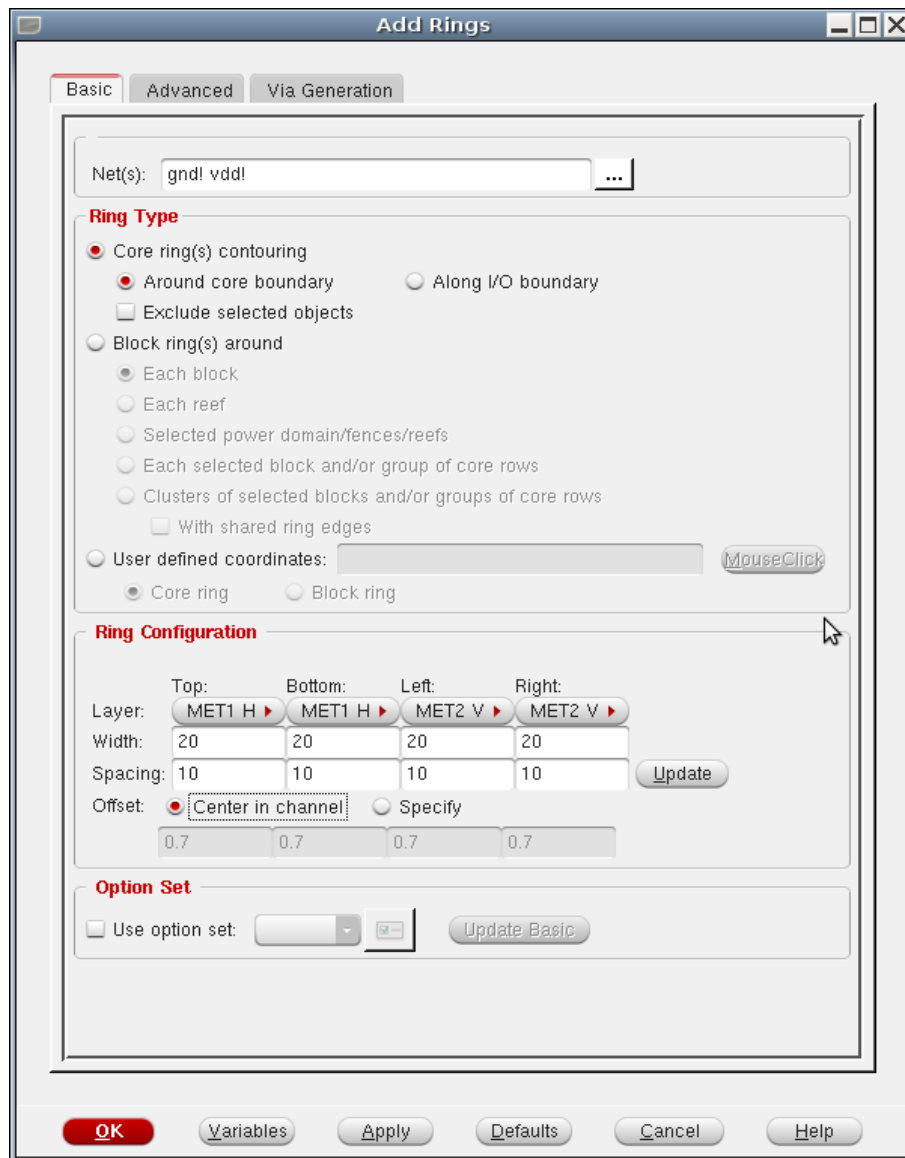 Add Rings
Basic Advanced Via Generation
Net(s): gnd! vdd! ...
Ring Type
Core ring(s) contouring
Around core boundary Along I/O boundary
Exclude selected objects
Block ring(s) around
Each block
Each reef
Selected power domain/fences/reefs
Each selected block and/or group of core rows
Clusters of selected blocks and/or groups of core rows
With shared ring edges
User defined coordinates: MouseClick
Core ring Block ring
Ring Configuration
Top: Bottom: Left: Right:
Layer: MET1 H MET1 H MET2 V MET2 V
Width: 20 20 20 20
Spacing: 10 10 10 10 Update
Offset: Center in channel Specify
0.7 0.7 0.7 0.7
Option Set
Use option set: Update Basic
OK Variables Apply Defaults Cancel Help